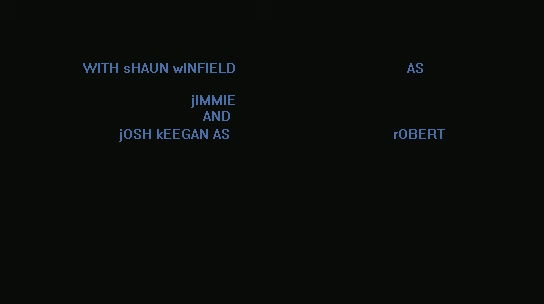 WITH sHAUN wINFIELD AS
jIMMIE
AND
jOSH kEEGAN AS rOBERT